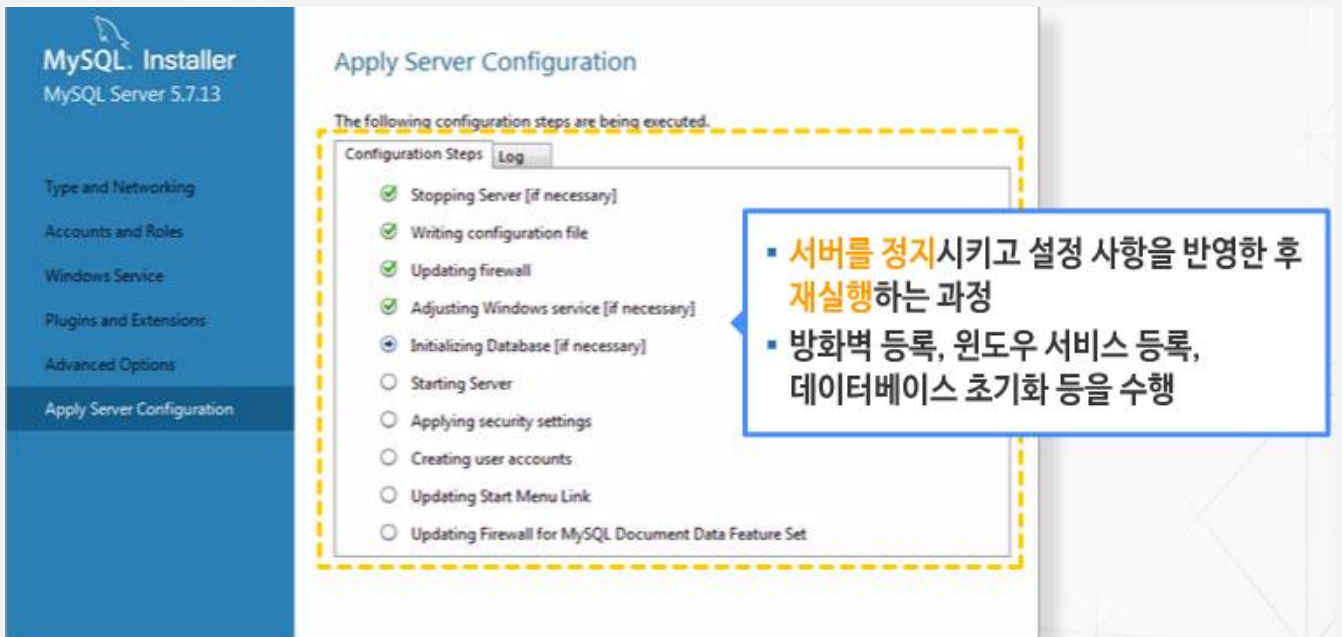 MySQL. Installer
MySQL Server 5.7.13
Type and Networking
Accounts and Roles
Windows Service
Plugins and Extensions
Advanced Options
Apply Server Configuration
Apply Server Configuration
The following configuration steps are being executed.
Configuration Steps Log
Stopping Server [if necessary]
Writing configuration file
Updating firewall
Adjusting Windows service [if necessary]
Initializing Database [if necessary]
Starting Server
Applying security settings
Creating user accounts
Updating Start Menu Link
Updating Firewall for MySQL Document Data Feature Set
▪ 서버를 정지시키고 설정 사항을 반영한 후
재실행하는 과정
▪ 방화벽 등록, 윈도우 서비스 등록,
데이터베이스 초기화 등을 수행